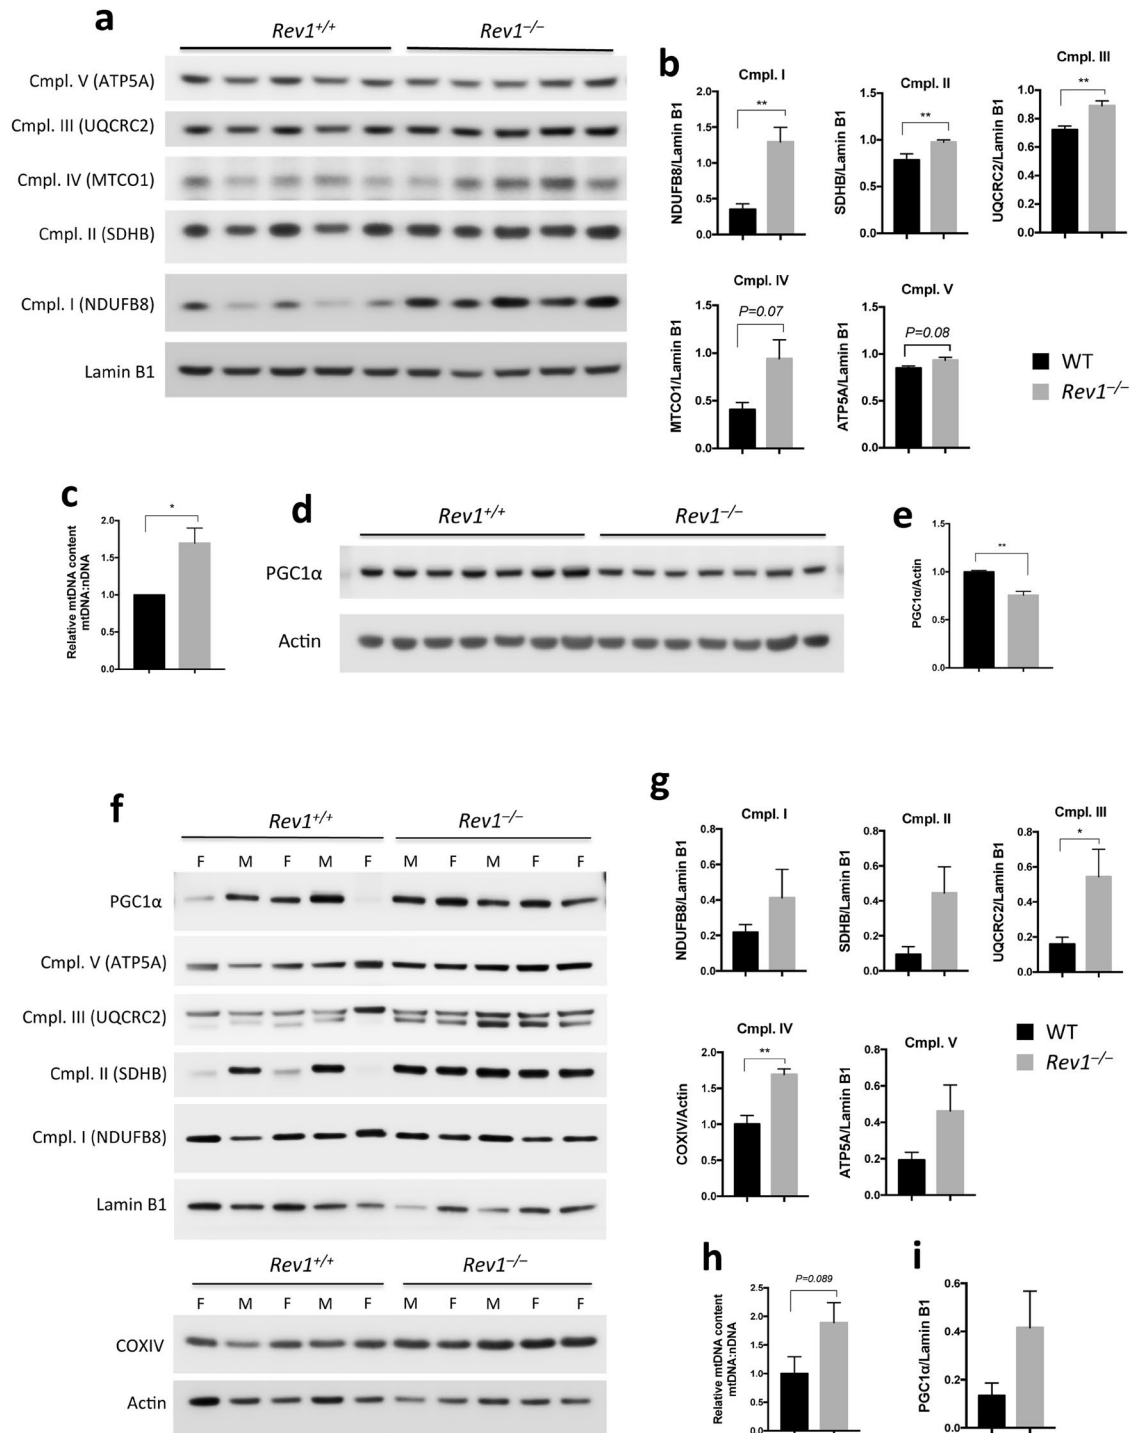 a
Rev1+/+ Rev1–/–
Cmpl. V (ATP5A)
Cmpl. III (UQCRC2)
Cmpl. IV (MTCO1)
Cmpl. II (SDHB)
Cmpl. I (NDUFB8)
Lamin B1
b
Cmpl. I
**
NDUFB8/Lamin B1
2.0
1.5
1.0
0.5
0.0
Cmpl. II
**
SDHB/Lamin B1
1.5
1.0
0.5
0.0
Cmpl. III
**
UQCRC2/Lamin B1
1.0
0.8
0.6
0.4
0.2
0.0
Cmpl. IV
P=0.07
MTCO1/Lamin B1
1.5
1.0
0.5
0.0
Cmpl. V
P=0.08
ATP5A/Lamin B1
1.5
1.0
0.5
0.0
WT
Rev1–/–
c
*
Relative mtDNA content
mtDNA:nDNA
2.0
1.5
1.0
0.5
0.0
d
Rev1+/+ Rev1–/–
PGC1α
Actin
e
**
PGC1α/Actin
1.5
1.0
0.5
0.0
f
Rev1+/+ Rev1–/–
F M F M F M F M F F
PGC1α
Cmpl. V (ATP5A)
Cmpl. III (UQCRC2)
Cmpl. II (SDHB)
Cmpl. I (NDUFB8)
Lamin B1
Rev1+/+ Rev1–/–
F M F M F M F M F F
COXIV
Actin
g
Cmpl. I
NDUFB8/Lamin B1
0.8
0.6
0.4
0.2
0.0
Cmpl. II
SDHB/Lamin B1
0.8
0.6
0.4
0.2
0.0
Cmpl. III
*
UQCRC2/Lamin B1
0.8
0.6
0.4
0.2
0.0
Cmpl. IV
**
COXIV/Actin
2.0
1.5
1.0
0.5
0.0
Cmpl. V
ATP5A/Lamin B1
0.8
0.6
0.4
0.2
0.0
WT
Rev1–/–
h
P=0.089
Relative mtDNA content
mtDNA:nDNA
2.5
2.0
1.5
1.0
0.5
0.0
i
PGC1α/Lamin B1
0.6
0.4
0.2
0.0